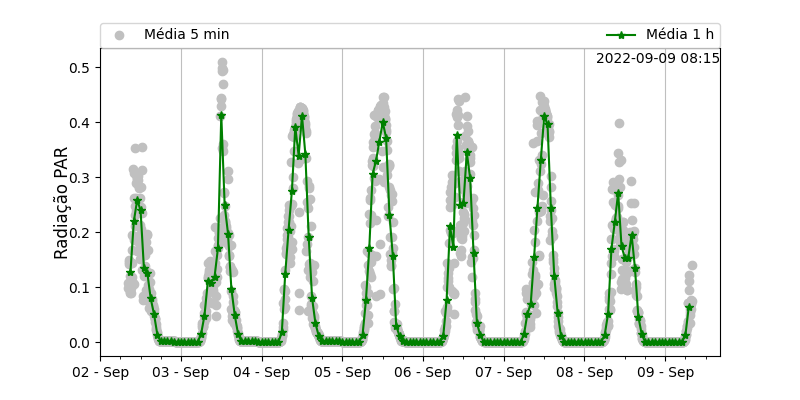 Média 5 min
Média 1 h
2022-09-09 08:15
Radiação PAR
0.5
0.4
0.3
0.2
0.1
0.0
02 - Sep
03 - Sep
04 - Sep
05 - Sep
06 - Sep
07 - Sep
08 - Sep
09 - Sep